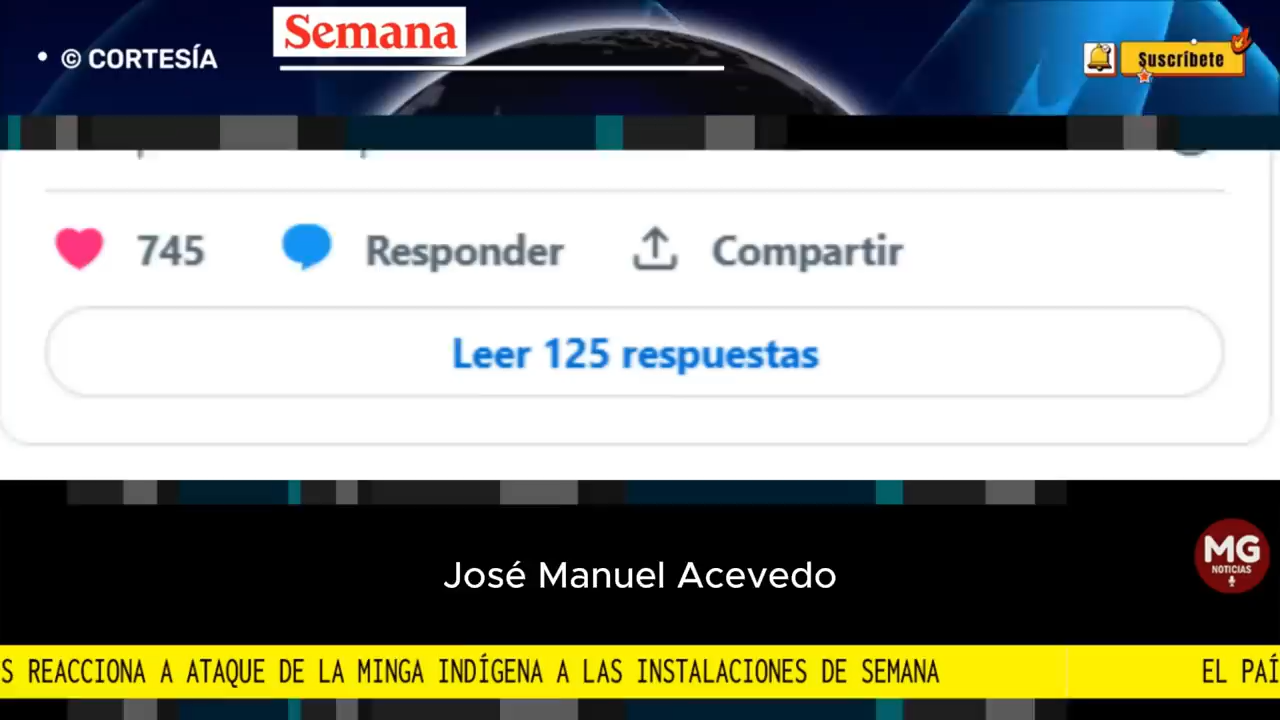 • © CORTESÍA
Semana
Suscríbete
745
Responder
Compartir
Leer 125 respuestas
José Manuel Acevedo
MG
NOTICIAS
S REACCIONA A ATAQUE DE LA MINGA INDÍGENA A LAS INSTALACIONES DE SEMANA
EL PAÍ